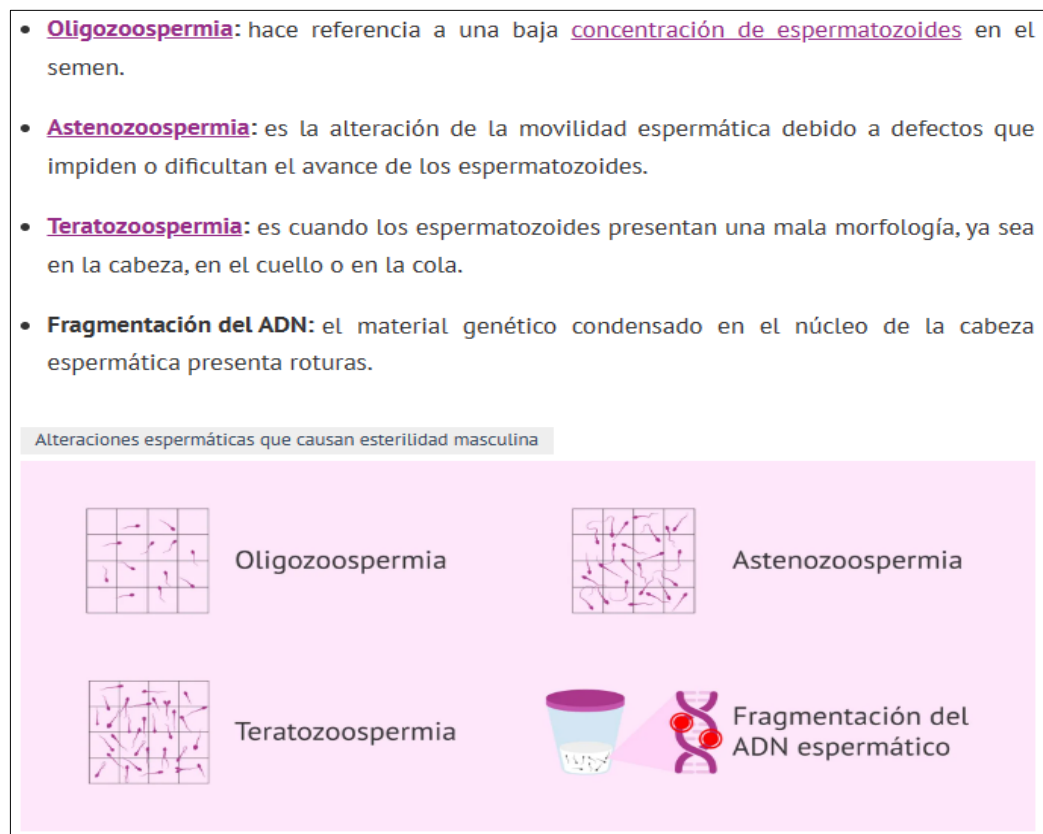 • Oligozoospermia: hace referencia a una baja concentración de espermatozoides en el
semen.
• Astenozoospermia: es la alteración de la movilidad espermática debido a defectos que
impiden o dificultan el avance de los espermatozoides.
• Teratozoospermia: es cuando los espermatozoides presentan una mala morfología, ya sea
en la cabeza, en el cuello o en la cola.
• Fragmentación del ADN: el material genético condensado en el núcleo de la cabeza
espermática presenta roturas.
Alteraciones espermáticas que causan esterilidad masculina
Oligozoospermia
Astenozoospermia
Teratozoospermia
Fragmentación del
ADN espermático